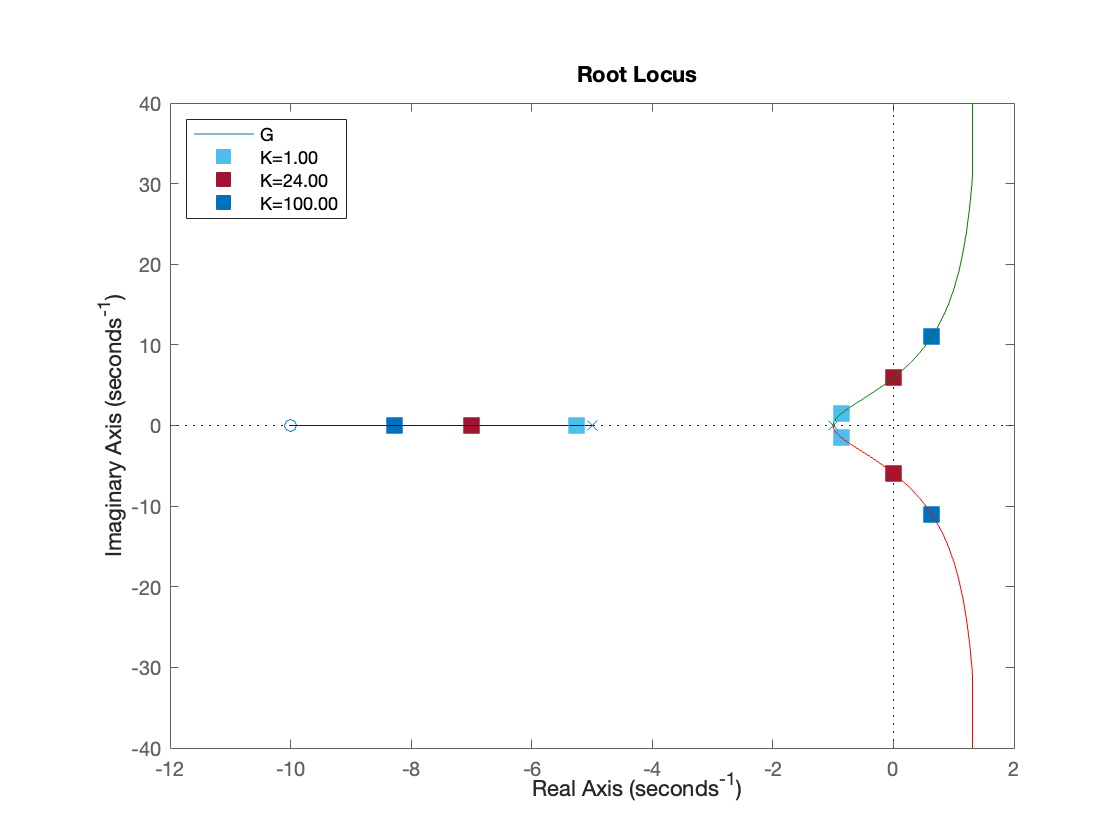 Root Locus
G
K=1.00
K=24.00
K=100.00
40
30
20
10
0
-10
-20
-30
-40
Imaginary Axis (seconds⁻¹)
-12 -10 -8 -6 -4 -2 0 2
Real Axis (seconds⁻¹)